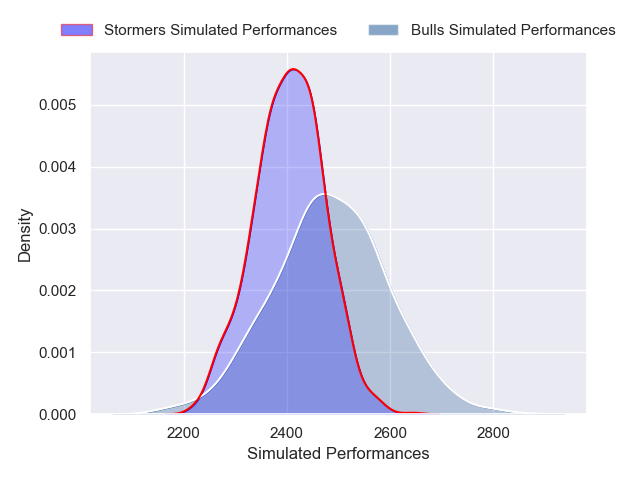 Stormers Simulated Performances Bulls Simulated Performances
0.005
0.004
0.003
0.002
0.001
0.000
Density
2200 2400 2600 2800
Simulated Performances